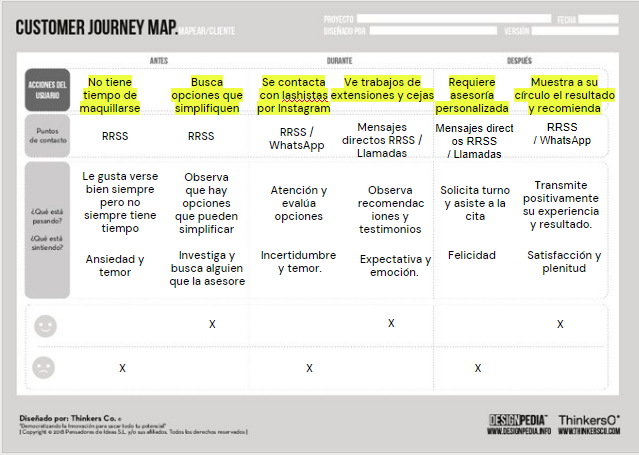 CUSTOMER JOURNEY MAP.
MAPEAR/CLIENTE
PROYECTO
FECHA
DISEÑADO POR
VERSIÓN
ANTES
DURANTE
DESPUÉS
ACCIONES DEL
USUARIO
No tiene
tiempo de
maquillarse
Busca
opciones que
simplifiquen
Se contacta
con lashistas
por Instagram
Ve trabajos de
extensiones y cejas
Requiere
asesoría
personalizada
Muestra a su
círculo el resultado
y recomienda
Puntos
de contacto
RRSS
RRSS
RRSS /
WhatsApp
Mensajes
directos RRSS /
Llamadas
Mensajes direct
os RRSS
/ Llamadas
RRSS
/ WhatsApp
¿Qué está
pasando?
¿Qué está
sintiendo?
Le gusta verse
bien siempre
pero no
siempre tiene
tiempo
Observa
que hay
opciones
que pueden
simplificar
Atención y
evalúa
opciones
Observa
recomendac
iones y
testimonios
Solicita turno
y asiste a la
cita
Transmite
positivamente
su experiencia
y resultado.
Ansiedad y
temor
Investiga y
busca alguien
que la asesore
Incertidumbre
y temor.
Expectativa y
emoción.
Felicidad
Satisfacción y
plenitud
X
X
X
X
X
X
Diseñado por: Thinkers Co. ®
"Democratizando la Innovación para sacar todo tu potencial"
| Copyright © 2018 Pensadores de Ideas S.L. y/o sus afiliados. Todos los derechos reservados |
DESIGNPEDIA™
WWW.DESIGNPEDIA.INFO
ThinkersCo
WWW.THINKERSCO.COM